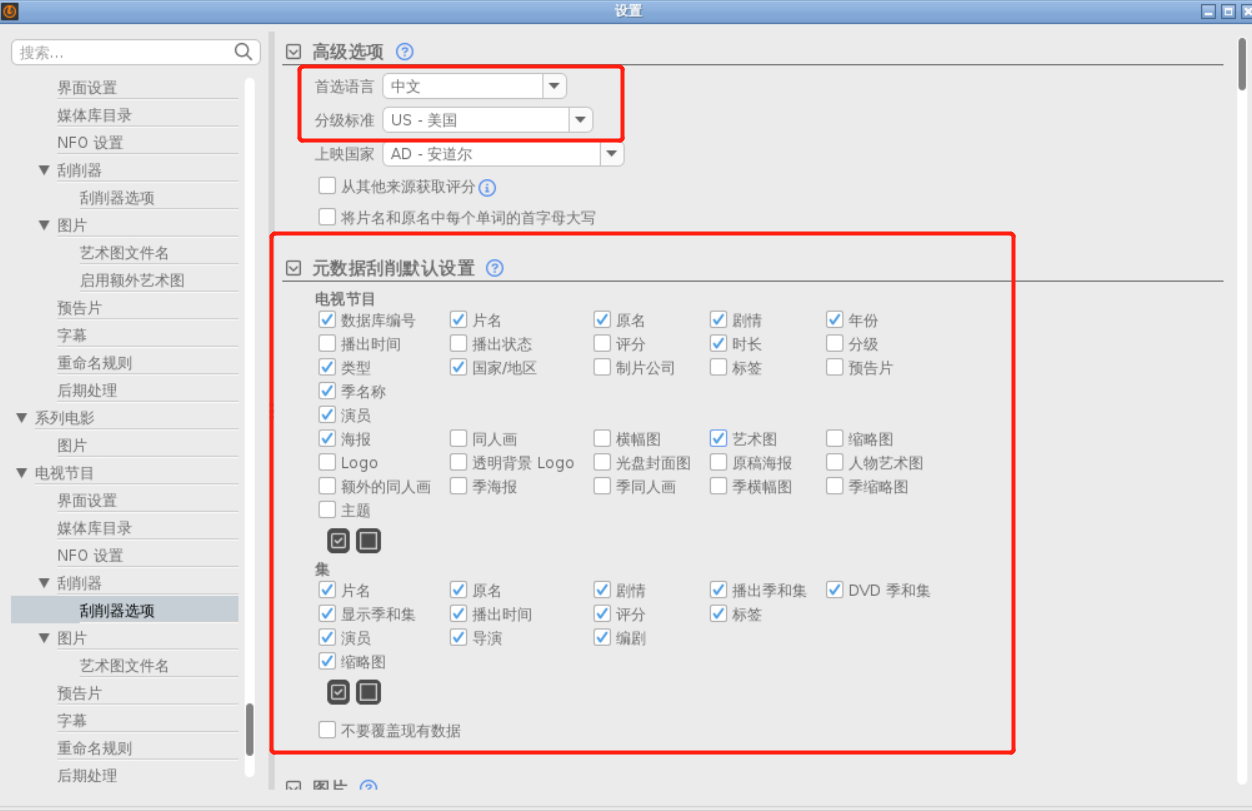 设置
搜索...
界面设置
媒体库目录
NFO 设置
刮削器
刮削器选项
图片
艺术图文件名
启用额外艺术图
预告片
字幕
重命名规则
后期处理
系列电影
图片
电视节目
界面设置
媒体库目录
NFO 设置
刮削器
刮削器选项
图片
艺术图文件名
预告片
字幕
重命名规则
后期处理
高级选项
首选语言 中文
分级标准 US - 美国
上映国家 AD - 安道尔
从其他来源获取评分
将片名和原名中每个单词的首字母大写
元数据刮削默认设置
电视节目
数据库编号 片名 原名 剧情 年份
播出时间 播出状态 评分 时长 分级
类型 国家/地区 制片公司 标签 预告片
季名称
演员
海报 同人画 横幅图 艺术图 缩略图
Logo 透明背景 Logo 光盘封面图 原稿海报 人物艺术图
额外的同人画 季海报 季同人画 季横幅图 季缩略图
主题
集
片名 原名 剧情 播出季和集 DVD 季和集
显示季和集 播出时间 评分 标签
演员 导演 编剧
缩略图
不要覆盖现有数据
图片